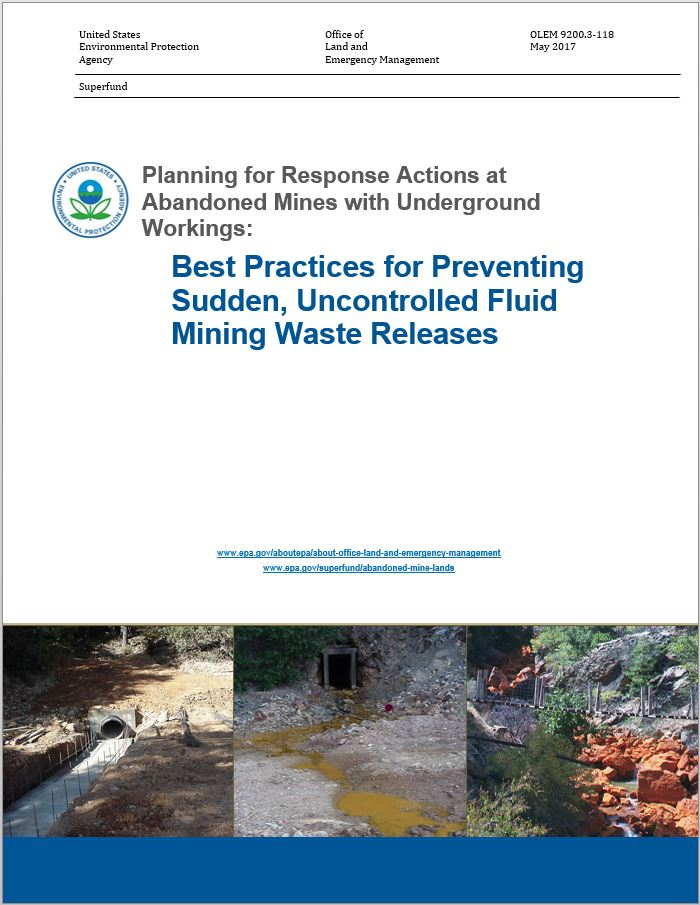 United States
Environmental Protection
Agency
Office of
Land and
Emergency Management
OLEM 9200.3-118
May 2017
Superfund
UNITED STATES
ENVIRONMENTAL PROTECTION AGENCY
Planning for Response Actions at
Abandoned Mines with Underground
Workings:
Best Practices for Preventing
Sudden, Uncontrolled Fluid
Mining Waste Releases
www.epa.gov/aboutepa/about-office-land-and-emergency-management
www.epa.gov/superfund/abandoned-mine-lands